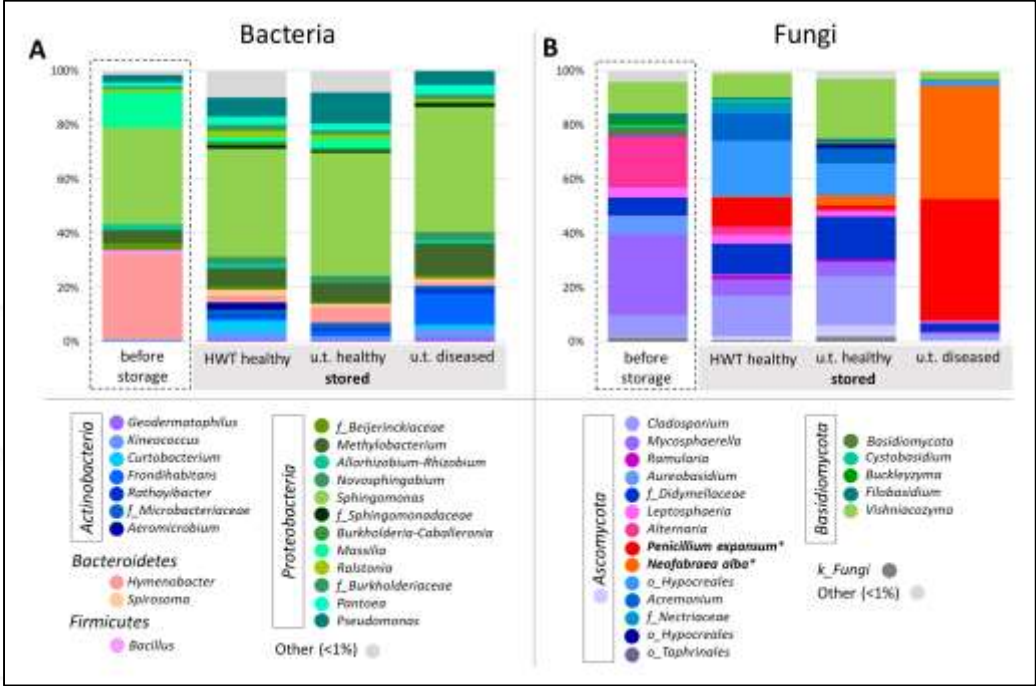 A
Bacteria
100%
80%
60%
40%
20%
0%
before
storage
HWT healthy
u.t. healthy
u.t. diseased
stored
B
Fungi
100%
80%
60%
40%
20%
0%
before
storage
HWT healthy
u.t. healthy
u.t. diseased
stored
Actinobacteria
Geodermatophilus
Kineococcus
Curtobacterium
Frondihabitans
Rathayibacter
f_Microbacteriaceae
Aeromicrobium
Bacteroidetes
Hymenobacter
Spirosoma
Firmicutes
Bacillus
Proteobacteria
f_Beijerinckiaceae
Methylobacterium
Allorhizobium-Rhizobium
Novosphingobium
Sphingomonas
f_Sphingomonadaceae
Burkholderia-Caballeronia
Massilia
Ralstonia
f_Burkholderiaceae
Pantoea
Pseudomonas
Other (<1%)
Ascomycota
Cladosporium
Mycosphaerella
Ramularia
Aureobasidium
f_Didymellaceae
Leptosphaeria
Alternaria
Penicillium expansum*
Neofabraea alba*
o_Hypocreales
Acremonium
f_Nectriaceae
o_Hypocreales
o_Taphrinales
Basidiomycota
Basidiomycota
Cystobasidium
Buckleyzyma
Filobasidium
Vishniacozyma
k_Fungi
Other (<1%)